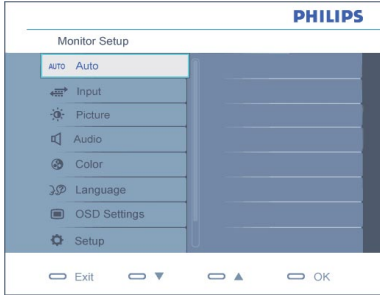 PHILIPS
Monitor Setup
AUTO Auto
Input
Picture
Audio
Color
Language
OSD Settings
Setup
Exit ▼ ▲ OK